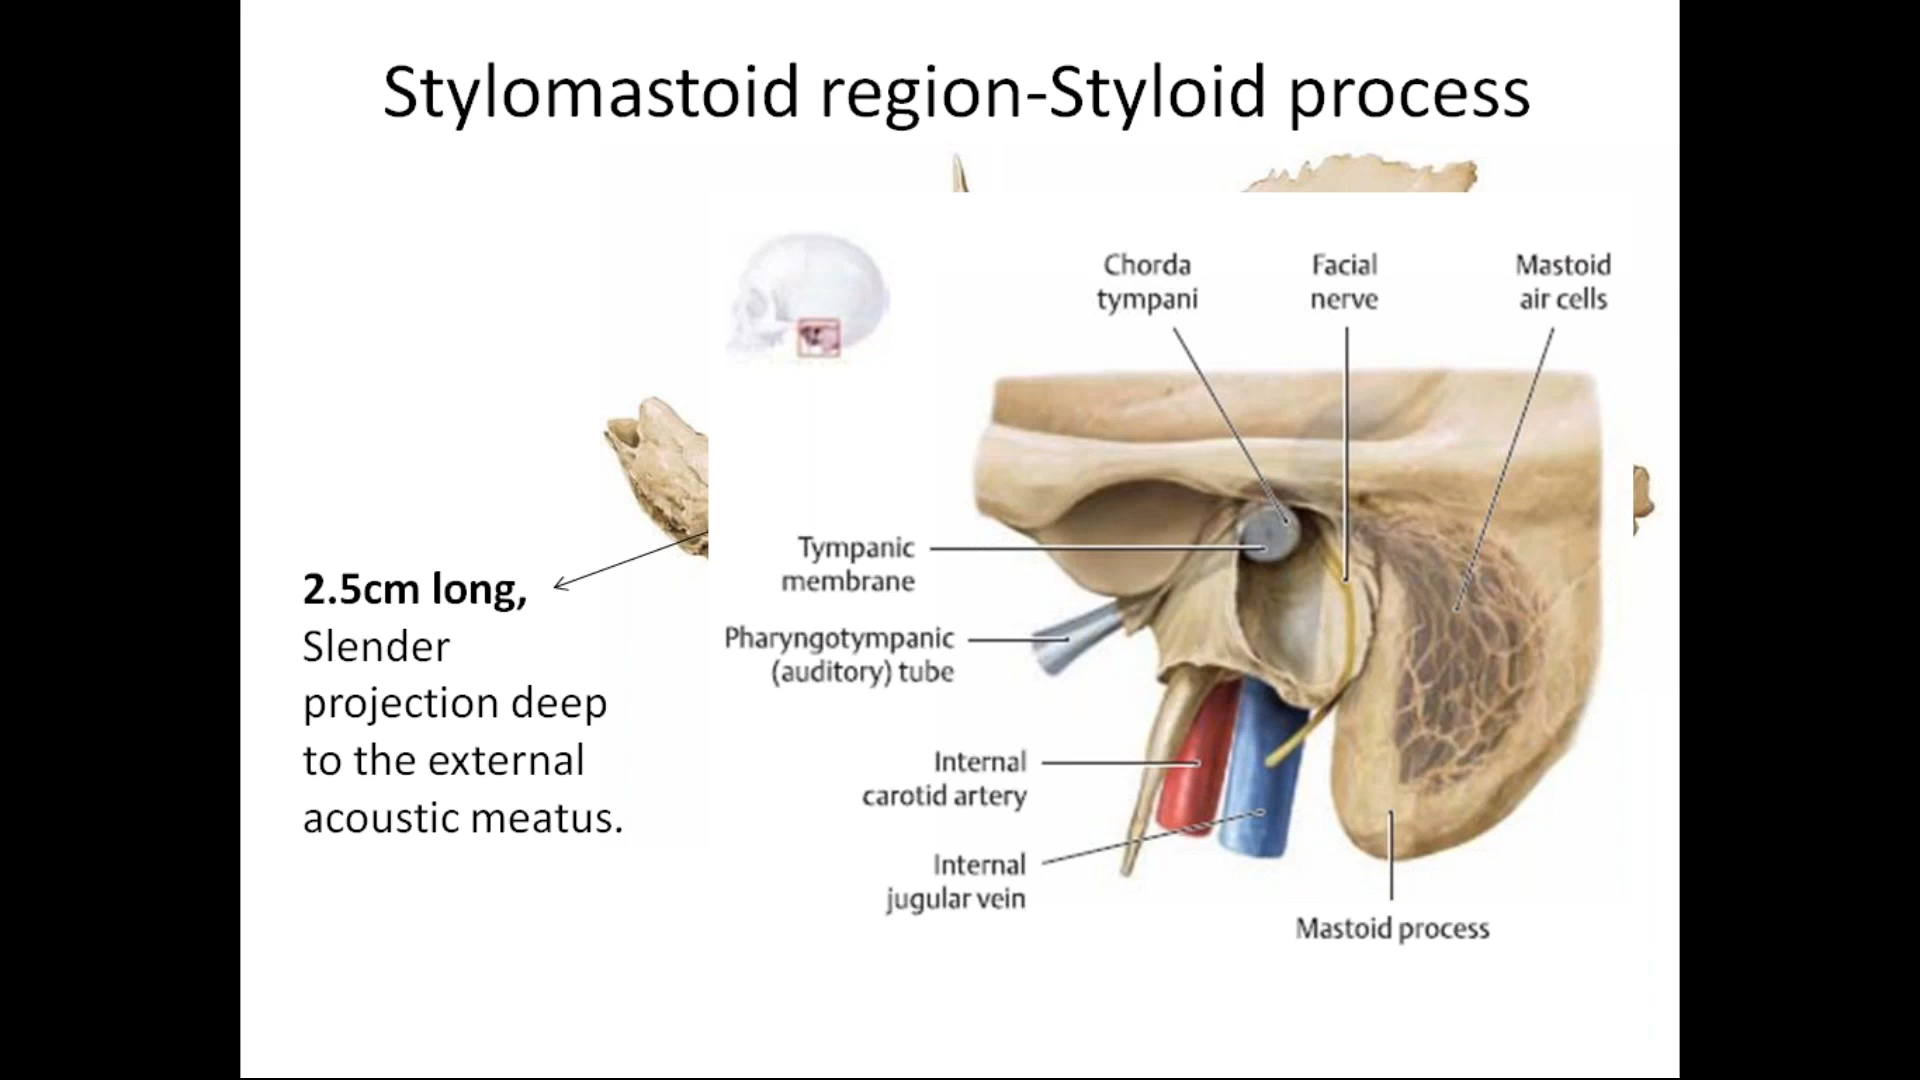 Stylomastoid region-Styloid process
Chorda
tympani
Facial
nerve
Mastoid
air cells
Tympanic
membrane
Pharyngotympanic
(auditory) tube
Internal
carotid artery
Internal
jugular vein
Mastoid process
2.5cm long,
Slender
projection deep
to the external
acoustic meatus.